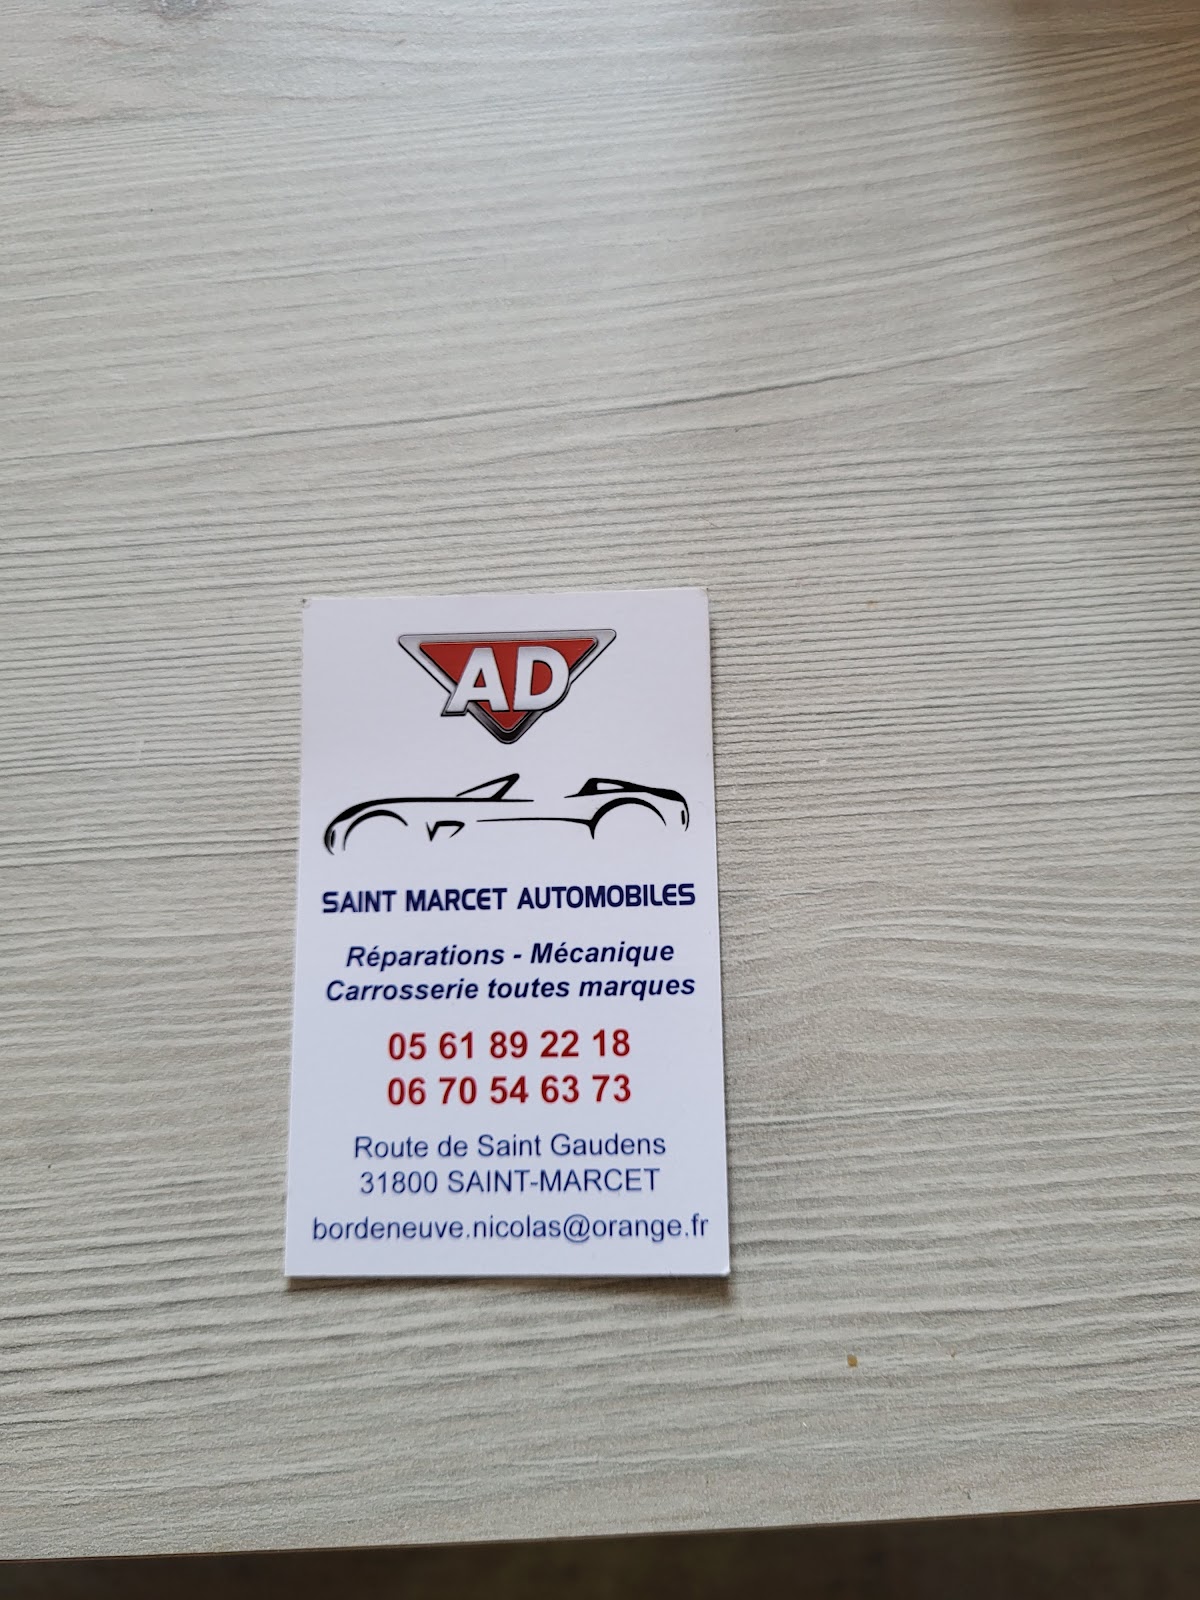 AD
SAINT MARCET AUTOMOBILES
Réparations - Mécanique
Carrosserie toutes marques
05 61 89 22 18
06 70 54 63 73
Route de Saint Gaudens
31800 SAINT-MARCET
bordeneuve.nicolas@orange.fr